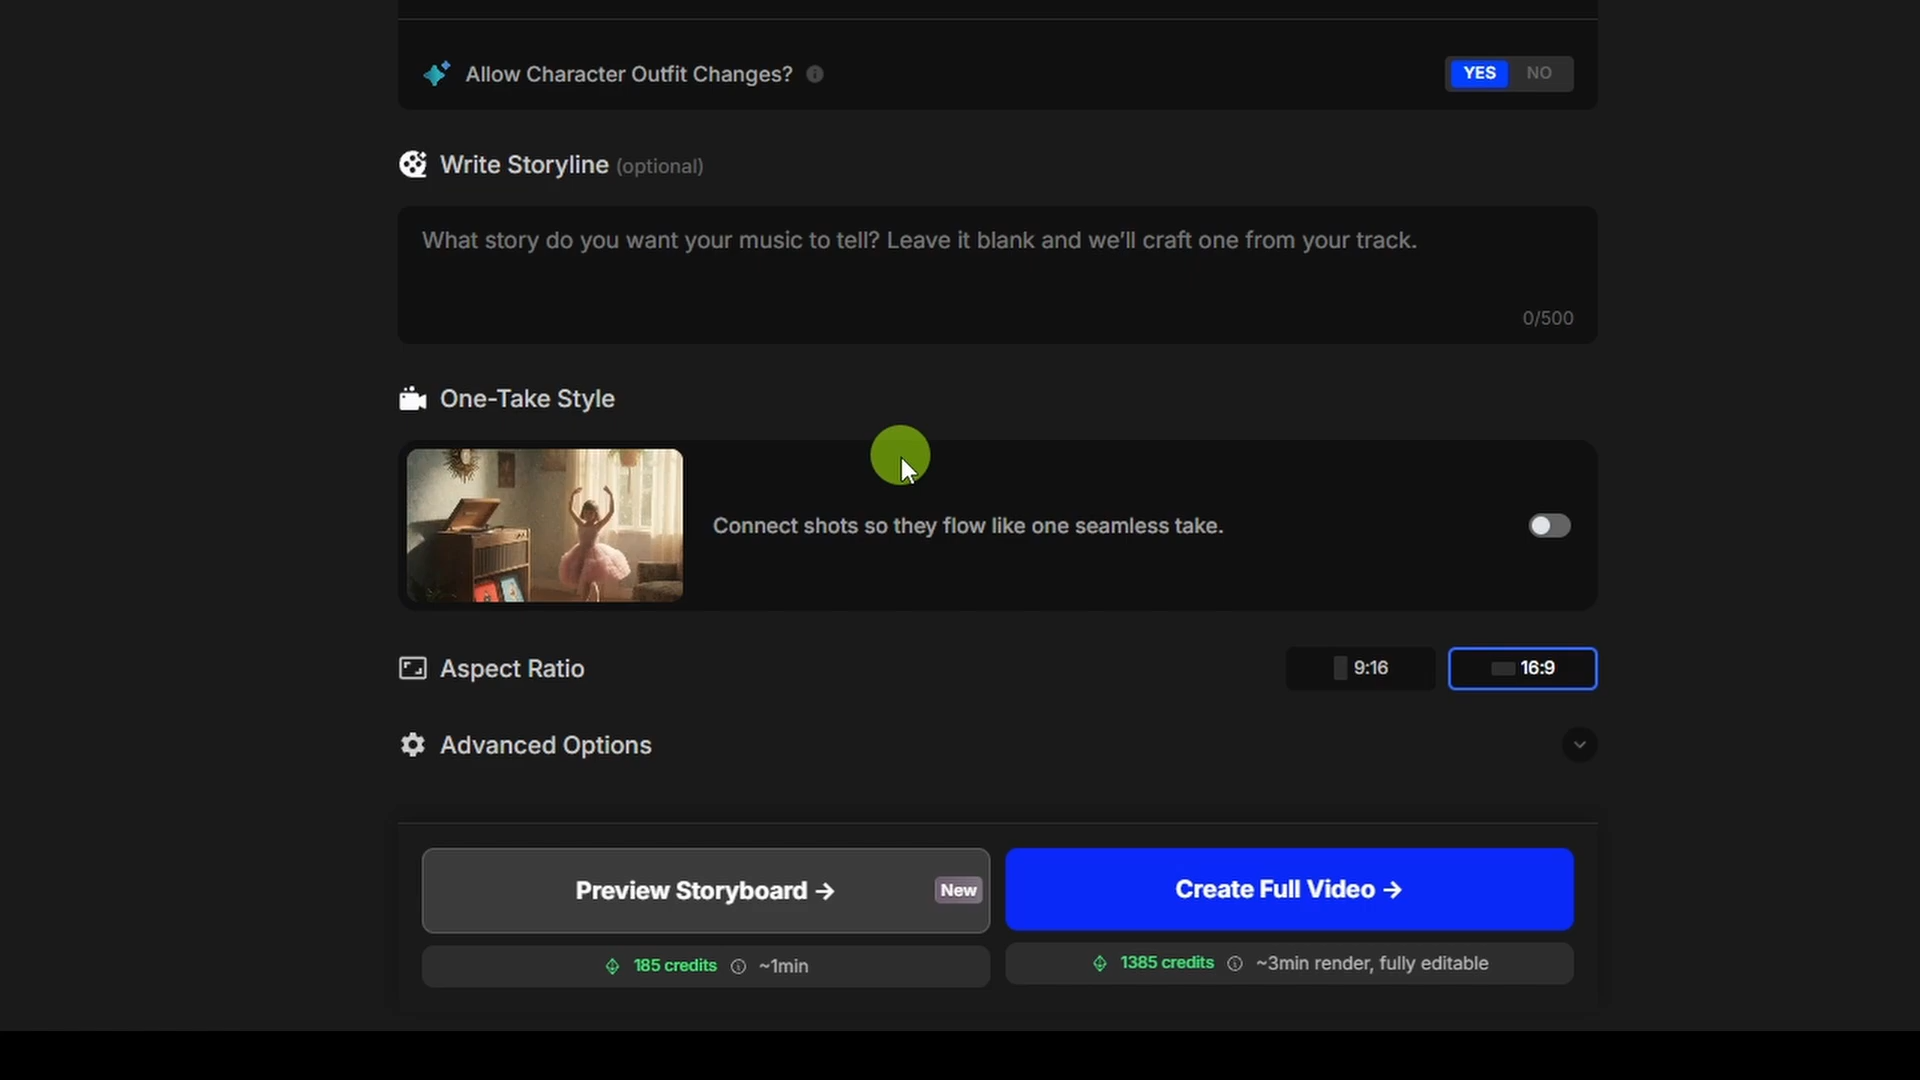 Allow Character Outfit Changes?
YES NO
Write Storyline (optional)
What story do you want your music to tell? Leave it blank and we'll craft one from your track.
0/500
One-Take Style
Connect shots so they flow like one seamless take.
Aspect Ratio
9:16
16:9
Advanced Options
Preview Storyboard →
New
Create Full Video →
185 credits ~1min
1385 credits ~3min render, fully editable